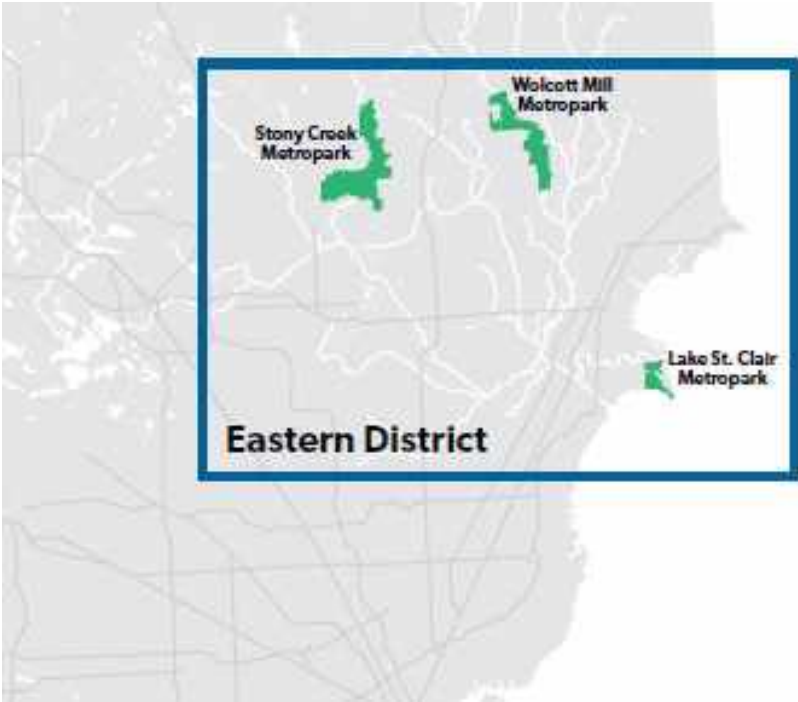 Wolcott Mill
Metropark
Stony Creek
Metropark
Lake St. Clair
Metropark
Eastern District